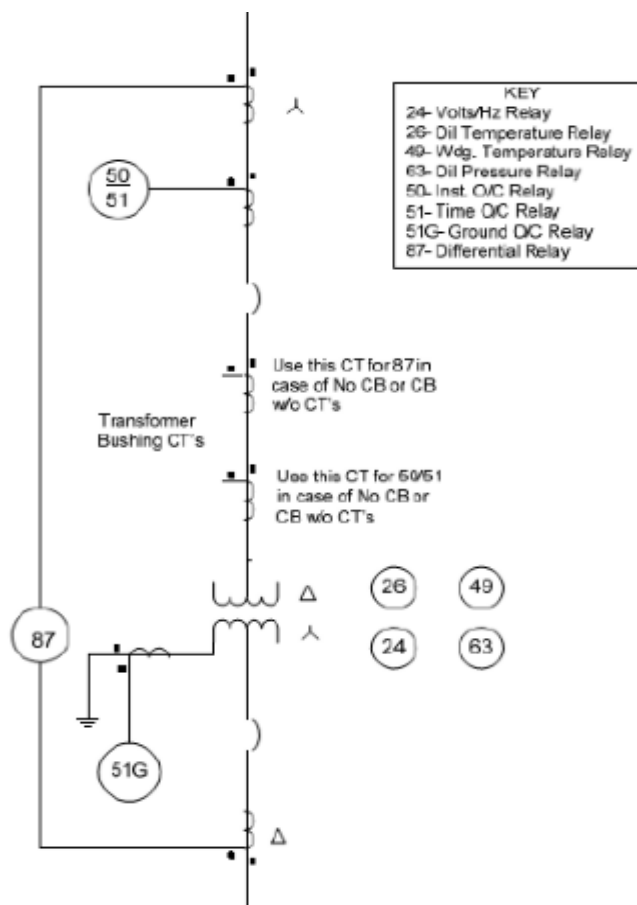 KEY
24- Volts/Hz Relay
26- Oil Temperature Relay
49- Wdg. Temperature Relay
63- Oil Pressure Relay
50- Inst. O/C Relay
51- Time O/C Relay
51G- Ground O/C Relay
87- Differential Relay
50
51
Use this CT for 87 in
case of No CB or CB
w/o CT's
Transformer
Bushing CT's
Use this CT for 50/51
in case of No CB or
CB w/o CT's
Δ
26
49
87
24
63
51G
Δ